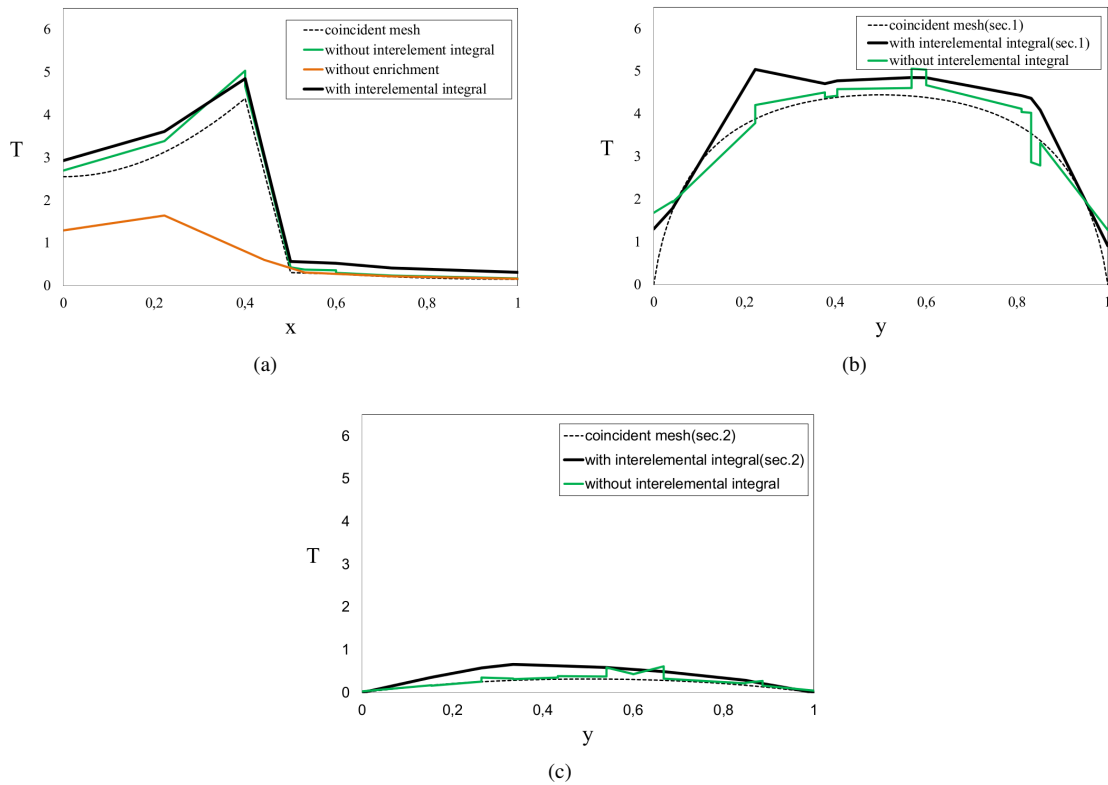 6
5
4
T
3
2
1
0
0
0,2
0,4
0,6
0,8
1
x
coincident mesh
without interelement integral
without enrichment
with interelemental integral
(a)
6
5
4
T
3
2
1
0
0
0,2
0,4
0,6
0,8
1
y
coincident mesh(sec.1)
with interelemental integral(sec.1)
without interelemental integral
(b)
6
5
4
T
3
2
1
0
0
0,2
0,4
0,6
0,8
1
y
coincident mesh(sec.2)
with interelemental integral(sec.2)
without interelemental integral
(c)